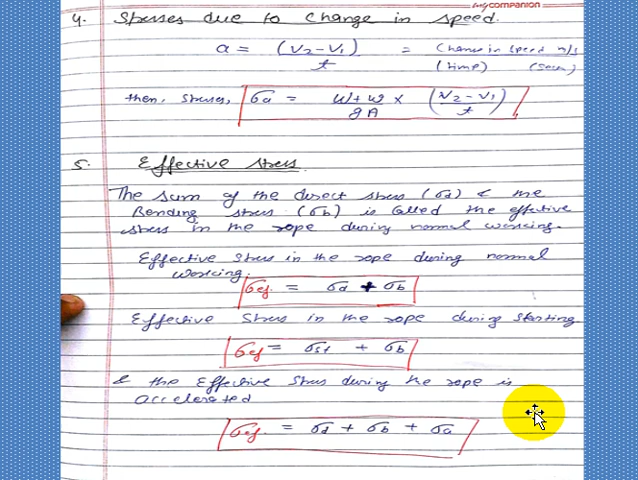 my companion
4. Stresses due to change in speed.
a = (V2 - V1) / t = Change in speed m/s / (time) (Secn)
then, stresses, σa = W+w / gA × (V2 - V1 / t)
5. Effective stress
The sum of the direct stress (σd) & the
Bending stress (σb) is Called the effective
stress in the rope during normal working.
Effective stress in the rope during normal
working.
σef. = σd + σb
Effective Stress in the rope during starting
σef = σst + σb
& the Effective Stress during the rope is
accelerated
σef. = σd + σb + σa